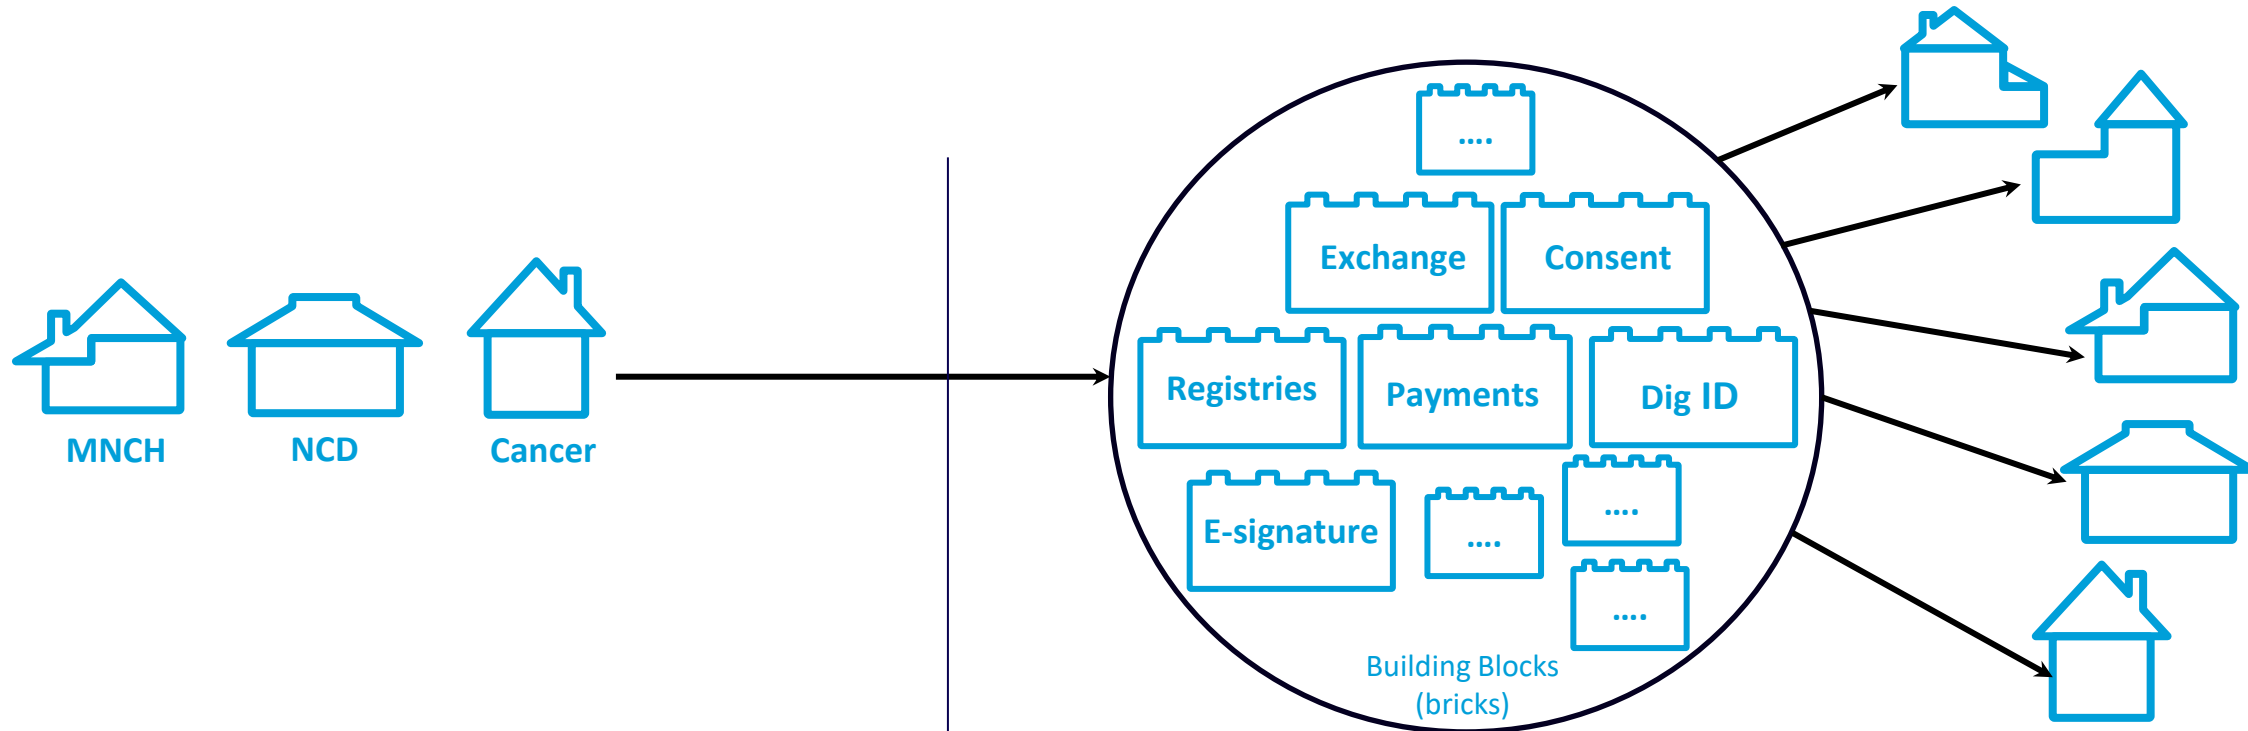 MNCH
NCD
Cancer
....
Exchange
Consent
Registries
Payments
Dig ID
E-signature
....
....
....
Building Blocks
(bricks)